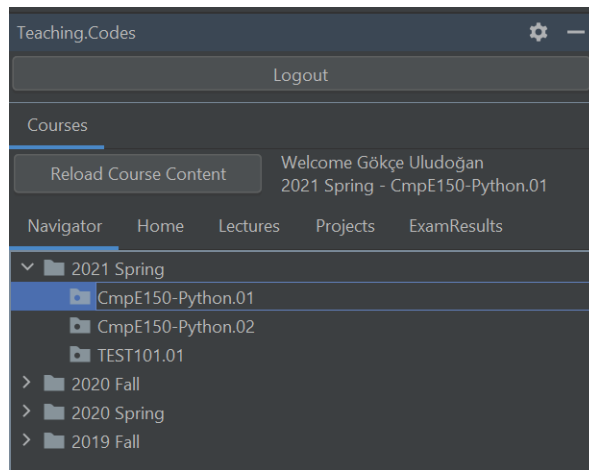 Teaching.Codes
Logout
Courses
Reload Course Content
Welcome Gökçe Uludoğan
2021 Spring - CmpE150-Python.01
Navigator Home Lectures Projects ExamResults
2021 Spring
CmpE150-Python.01
CmpE150-Python.02
TEST101.01
2020 Fall
2020 Spring
2019 Fall